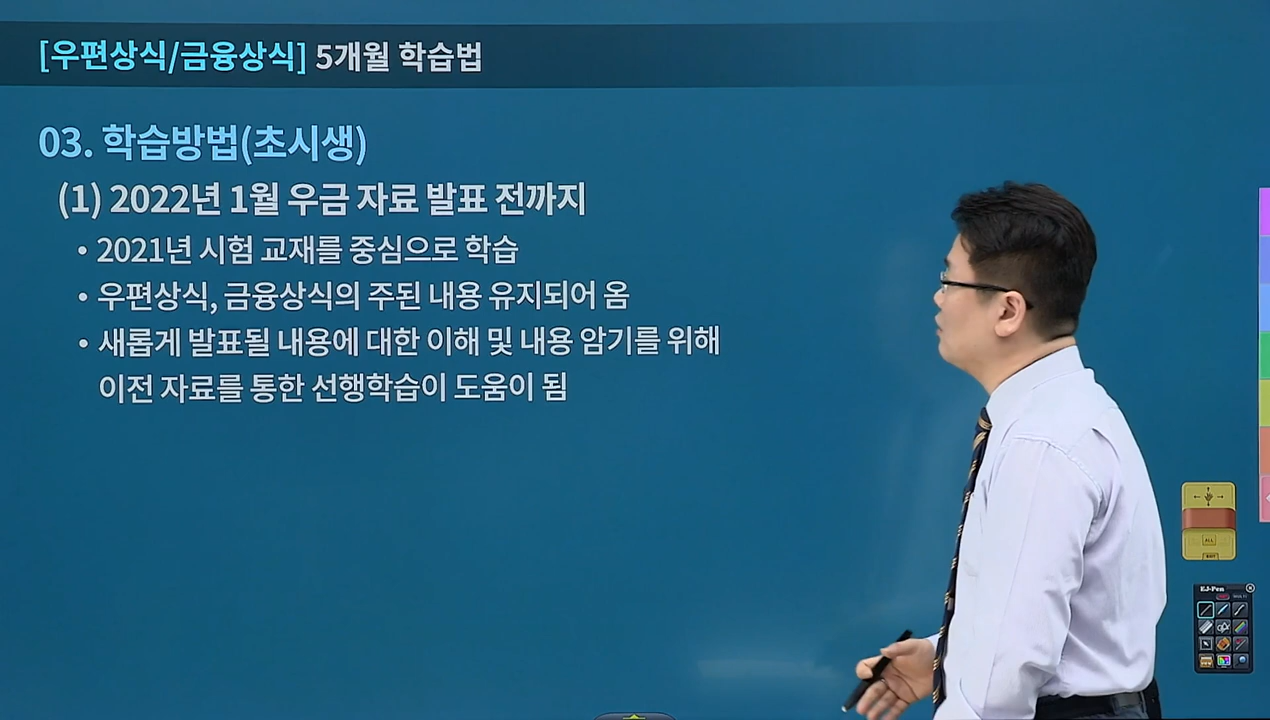 [우편상식/금융상식] 5개월 학습법
03. 학습방법(초시생)
(1) 2022년 1월 우금 자료 발표 전까지
• 2021년 시험 교재를 중심으로 학습
• 우편상식, 금융상식의 주된 내용 유지되어 옴
• 새롭게 발표될 내용에 대한 이해 및 내용 암기를 위해
이전 자료를 통한 선행학습이 도움이 됨
EJ-Pen